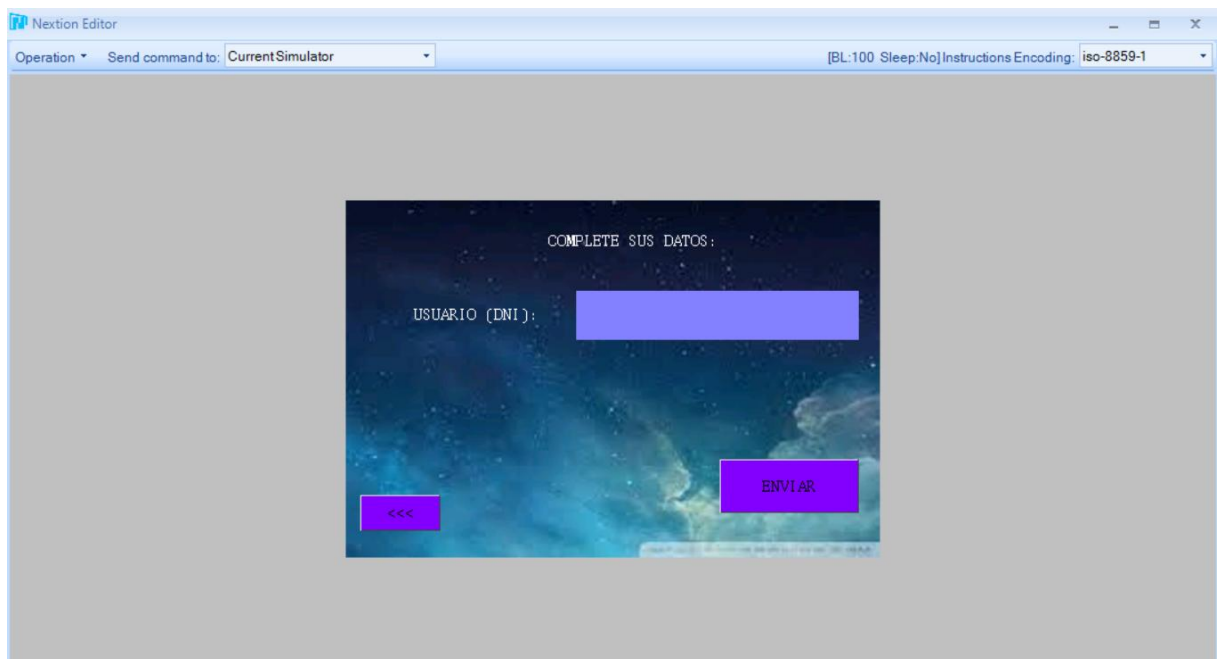 Nextion Editor
Operation Send command to: Current Simulator [BL:100 Sleep:No] Instructions Encoding: iso-8859-1
COMPLETE SUS DATOS:
USUARIO (DNI):
ENVIAR
<<<